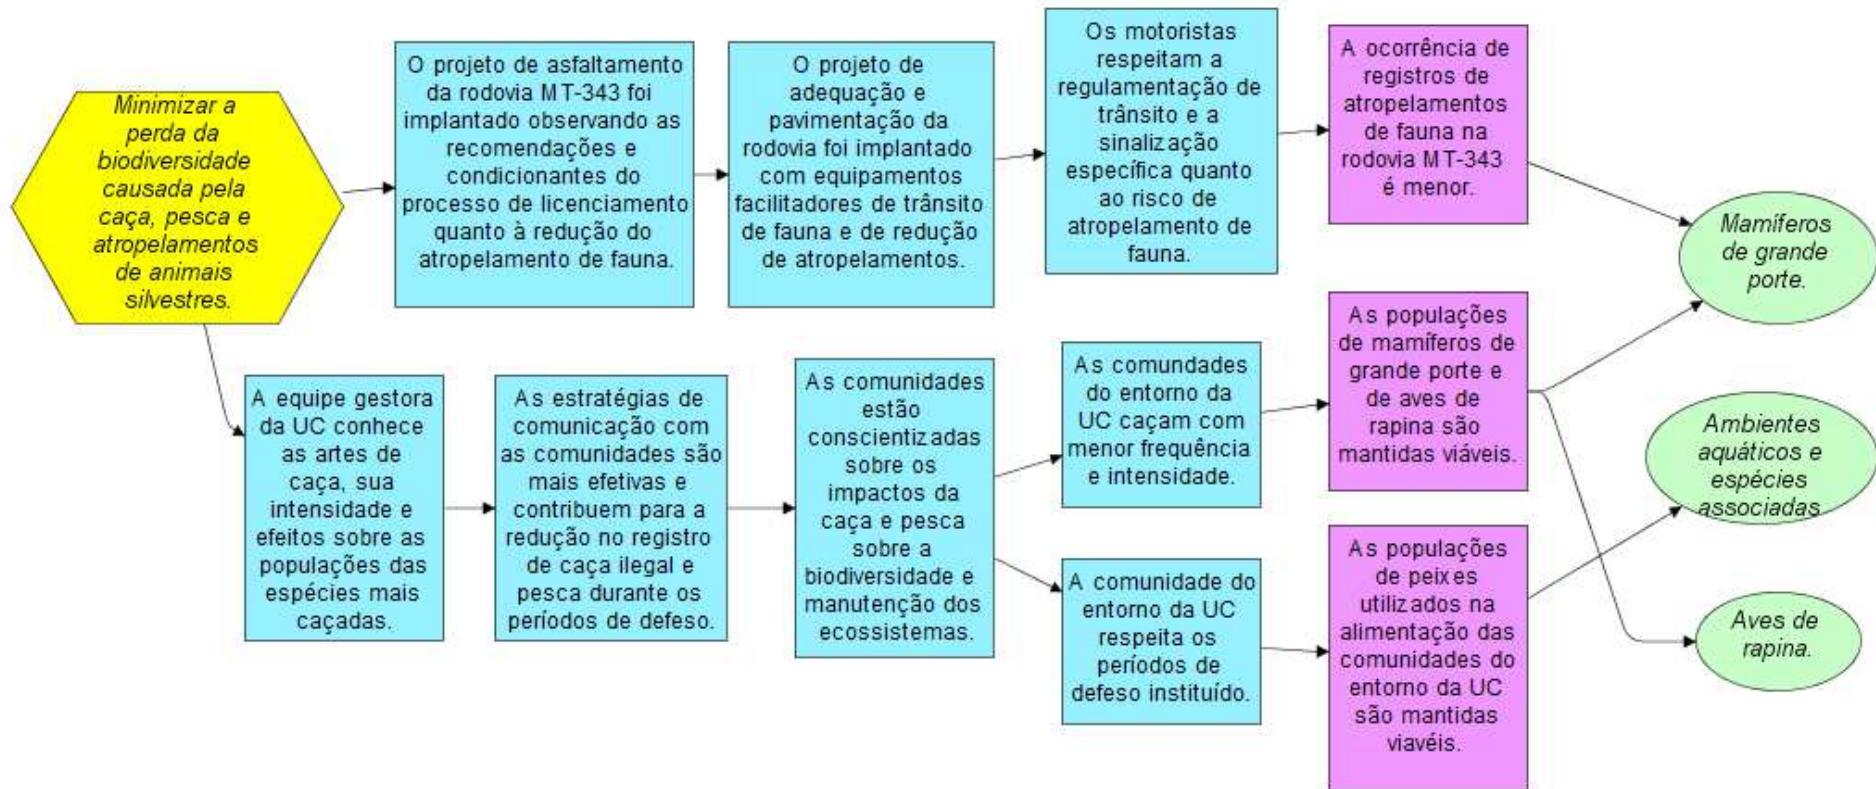 Minimizar a
perda da
biodiversidade
causada pela
caça, pesca e
atropelamentos
de animais
silvestres.
O projeto de asfaltamento
da rodovia MT-343 foi
implantado observando as
recomendações e
condicionantes do
processo de licenciamento
quanto à redução do
atropelamento de fauna.
O projeto de
adequação e
pavimentação da
rodovia foi implantado
com equipamentos
facilitadores de trânsito
de fauna e de redução
de atropelamentos.
Os motoristas
respeitam a
regulamentação de
trânsito e a
sinalização
específica quanto
ao risco de
atropelamento de
fauna.
A ocorrência de
registros de
atropelamentos
de fauna na
rodovia MT-343
é menor.
Mamíferos
de grande
porte.
A equipe gestora
da UC conhece
as artes de
caça, sua
intensidade e
efeitos sobre as
populações das
espécies mais
caçadas.
As estratégias de
comunicação com
as comunidades são
mais efetivas e
contribuem para a
redução no registro
de caça ilegal e
pesca durante os
períodos de defeso.
As comunidades
estão
conscientizadas
sobre os
impactos da
caça e pesca
sobre a
biodiversidade e
manutenção dos
ecossistemas.
As comundades
do entorno da
UC caçam com
menor frequência
e intensidade.
As populações
de mamíferos de
grande porte e
de aves de
rapina são
mantidas viáveis.
Ambientes
aquáticos e
espécies
associadas
A comunidade do
entorno da UC
respeita os
períodos de
defeso instituído.
As populações
de peixes
utilizados na
alimentação das
comunidades do
entorno da UC
são mantidas
viavéis.
Aves de
rapina.